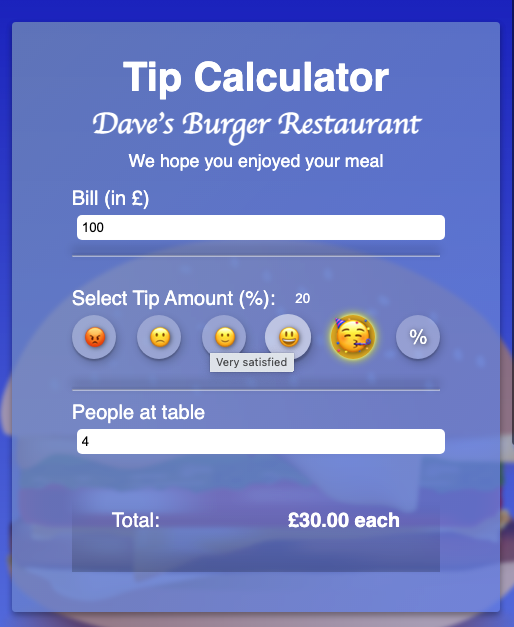 Tip Calculator
Dave's Burger Restaurant
We hope you enjoyed your meal
Bill (in £)
100
Select Tip Amount (%): 20
%
Very satisfied
People at table
4
Total: £30.00 each